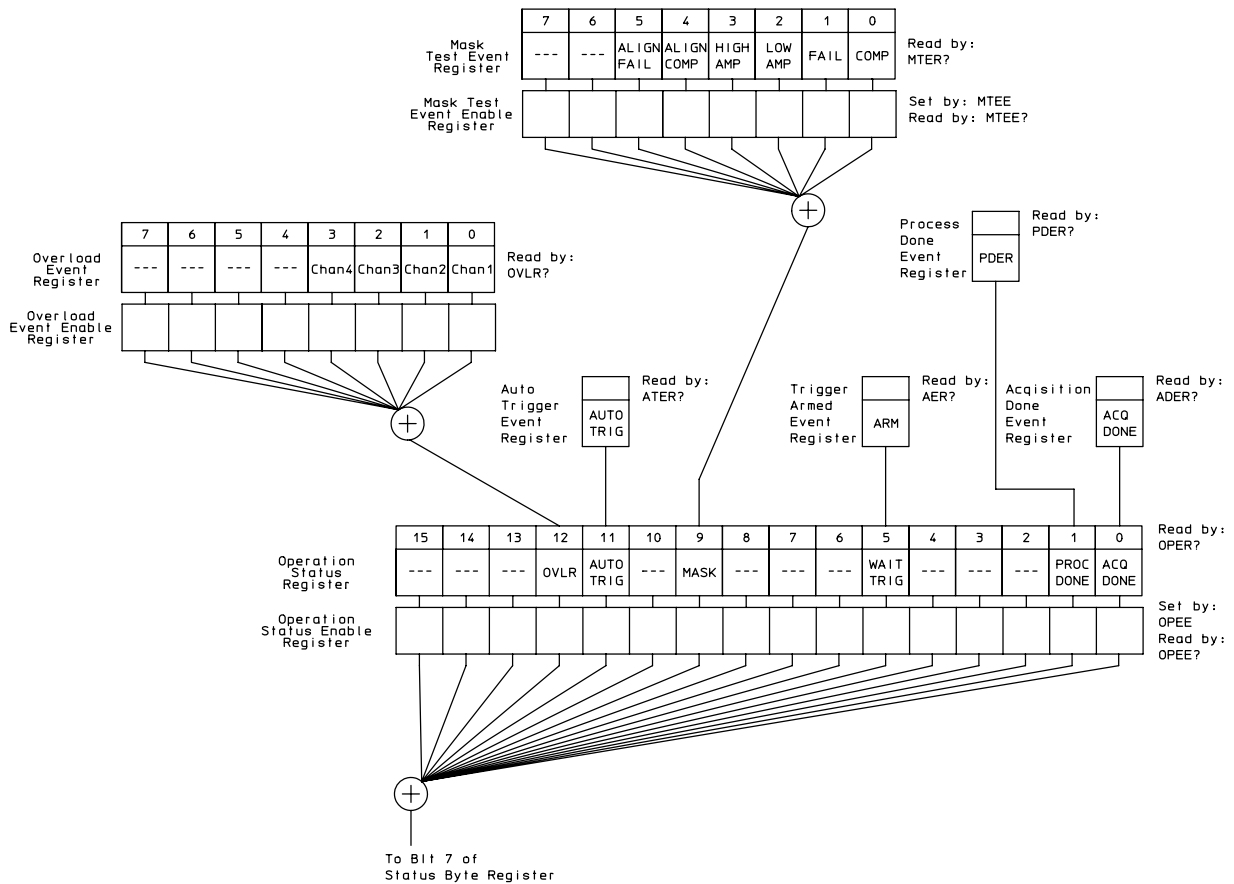 7 6 5 4 3 2 1 0
Mask
Test Event
Register
--- --- ALIGN FAIL ALIGN COMP HIGH AMP LOW AMP FAIL COMP
Read by:
MTER?
Mask Test
Event Enable
Register
Set by: MTEE
Read by: MTEE?
+
Process
Done
Event
Register
PDER
Read by:
PDER?
7 6 5 4 3 2 1 0
Overload
Event
Register
--- --- --- --- Chan4 Chan3 Chan2 Chan1
Read by:
OVLR?
Overload
Event Enable
Register
+
Auto
Trigger
Event
Register
AUTO
TRIG
Read by:
ATER?
Trigger
Armed
Event
Register
ARM
Read by:
AER?
Acqisition
Done
Event
Register
ACQ
DONE
Read by:
ADER?
15 14 13 12 11 10 9 8 7 6 5 4 3 2 1 0
Operation
Status
Register
--- --- --- OVLR AUTO TRIG --- MASK --- --- --- WAIT TRIG --- --- --- PROC DONE ACQ DONE
Read by:
OPER?
Operation
Status Enable
Register
Set by:
OPEE
Read by:
OPEE?
+
To BIt 7 of
Status Byte Register